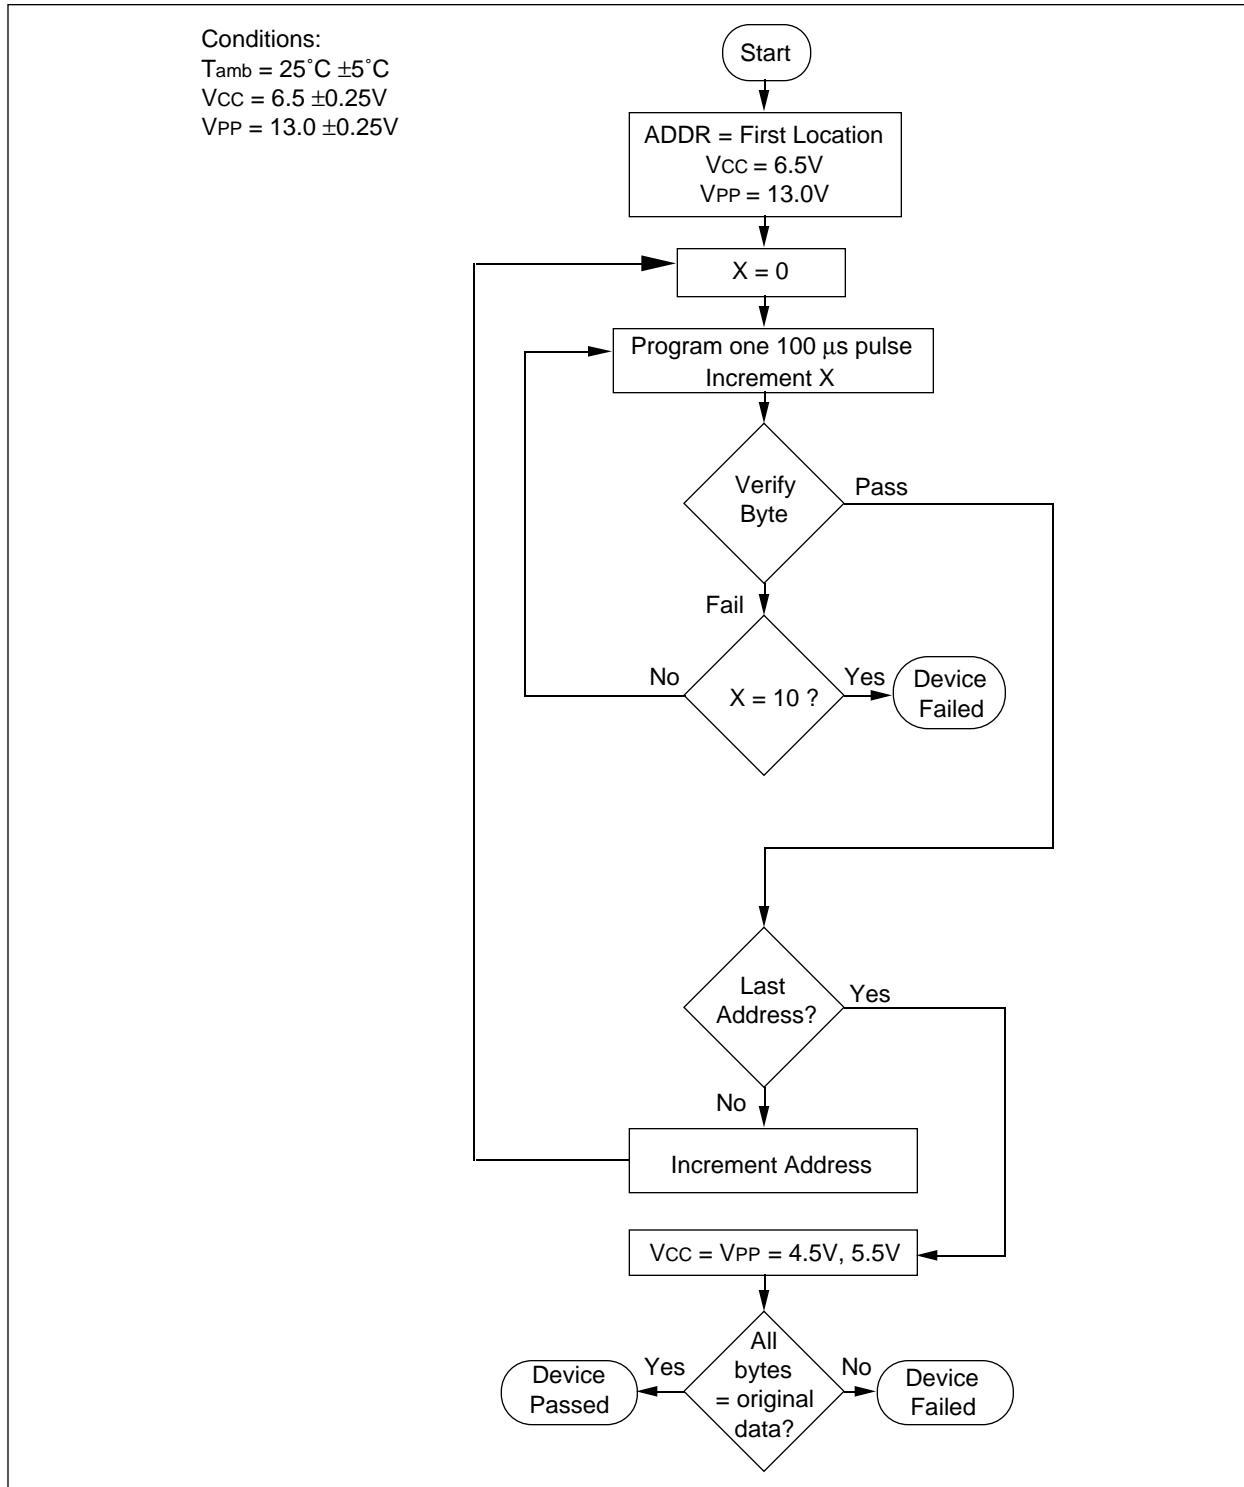 Conditions:
Tamb = 25˚C ±5˚C
VCC = 6.5 ±0.25V
VPP = 13.0 ±0.25V
Start
ADDR = First Location
VCC = 6.5V
VPP = 13.0V
X = 0
Program one 100 µs pulse
Increment X
Verify
Byte
Pass
Fail
No
X = 10 ?
Yes
Device
Failed
Last
Address?
Yes
No
Increment Address
VCC = VPP = 4.5V, 5.5V
Device
Passed
Yes
All
bytes
= original
data?
No
Device
Failed